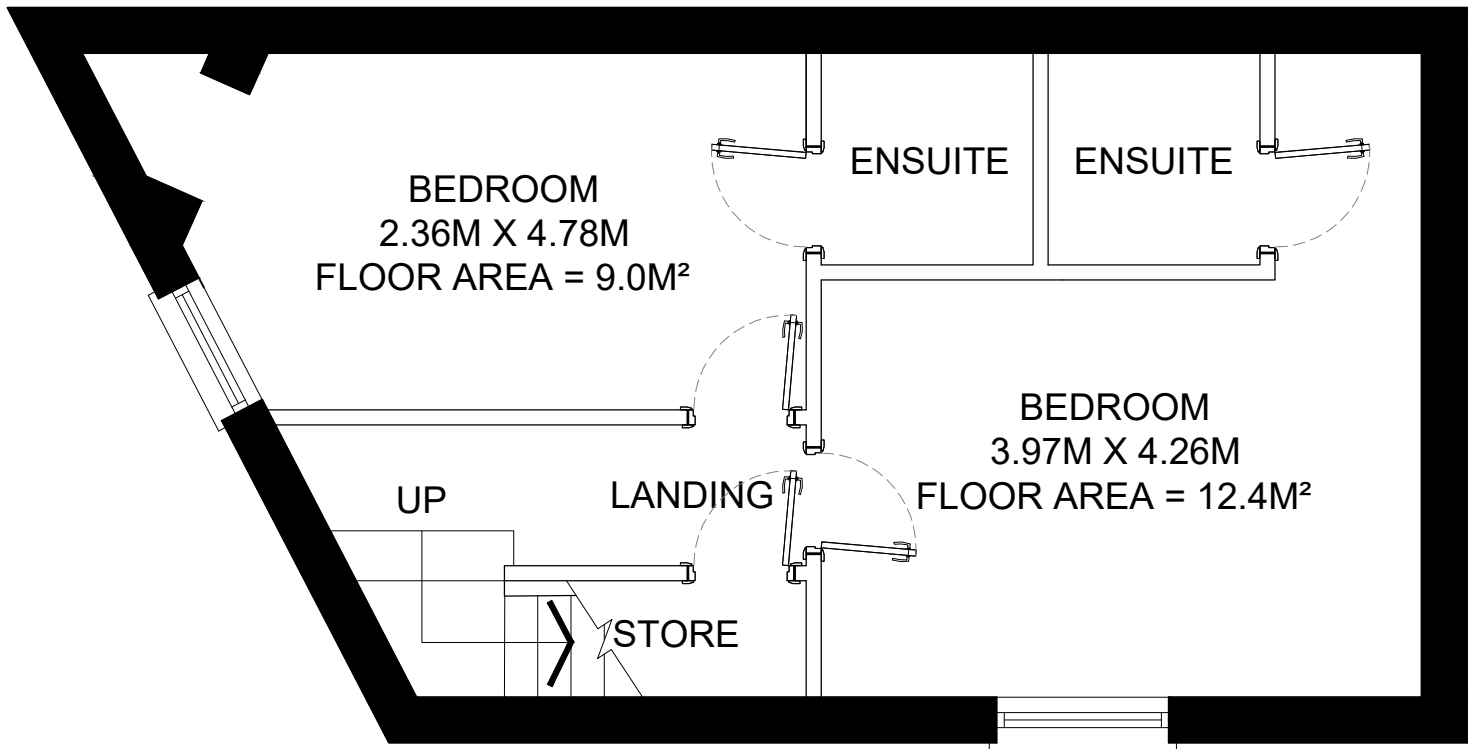 BEDROOM
2.36M X 4.78M
FLOOR AREA = 9.0M²
ENSUITE
ENSUITE
BEDROOM
3.97M X 4.26M
FLOOR AREA = 12.4M²
UP
LANDING
STORE